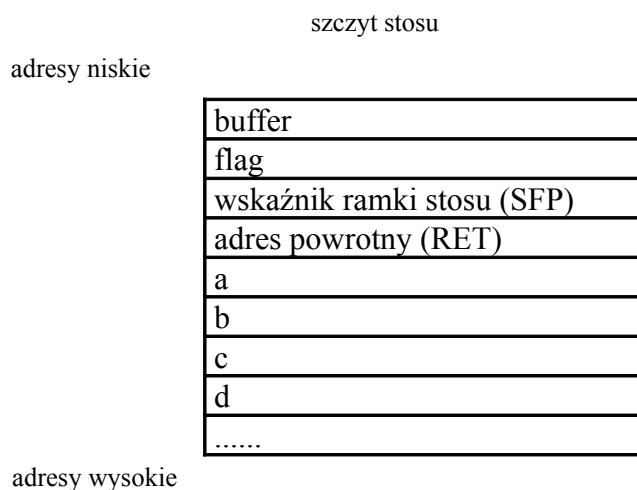 szczyt stosu
adresy niskie
buffer
flag
wskaźnik ramki stosu (SFP)
adres powrotny (RET)
a
b
c
d
......
adresy wysokie